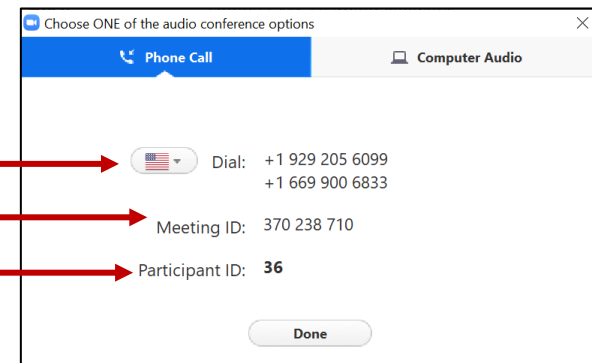 Choose ONE of the audio conference options
Phone Call
Computer Audio
Dial: +1 929 205 6099
+1 669 900 6833
Meeting ID: 370 238 710
Participant ID: 36
Done